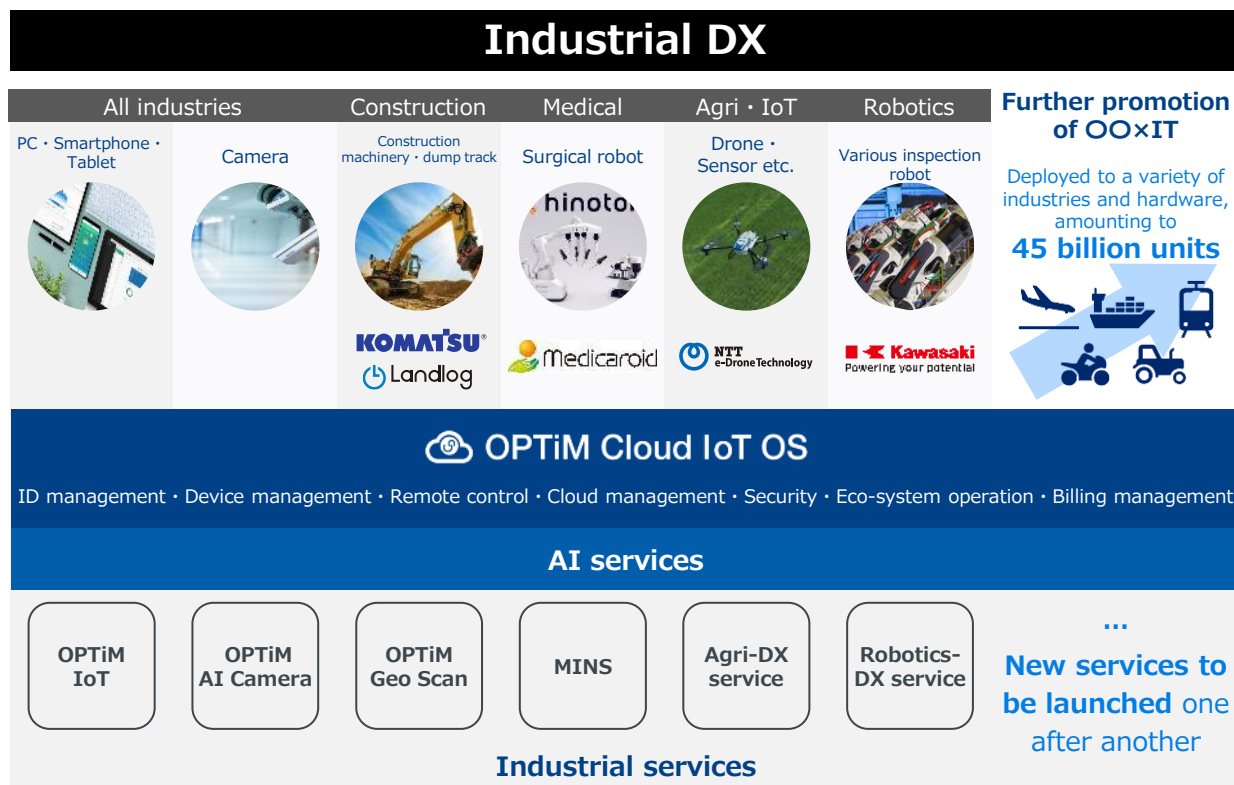 Industrial DX
All industries
Construction
Medical
Agri・IoT
Robotics
PC・Smartphone・
Tablet
Camera
Construction
machinery・dump track
Surgical robot
Drone・
Sensor etc.
Various inspection
robot
hinoto
KOMATSU®
Landlog
Medicaroid
NTT
e-Drone Technology
Kawasaki
Powering your potential
Further promotion
of 〇〇×IT
Deployed to a variety of
industries and hardware,
amounting to
45 billion units
OPTiM Cloud IoT OS
ID management・Device management・Remote control・Cloud management・Security・Eco-system operation・Billing management
AI services
OPTiM
IoT
OPTiM
AI Camera
OPTiM
Geo Scan
MINS
Agri-DX
service
Robotics-
DX service
...
New services to
be launched one
after another
Industrial services